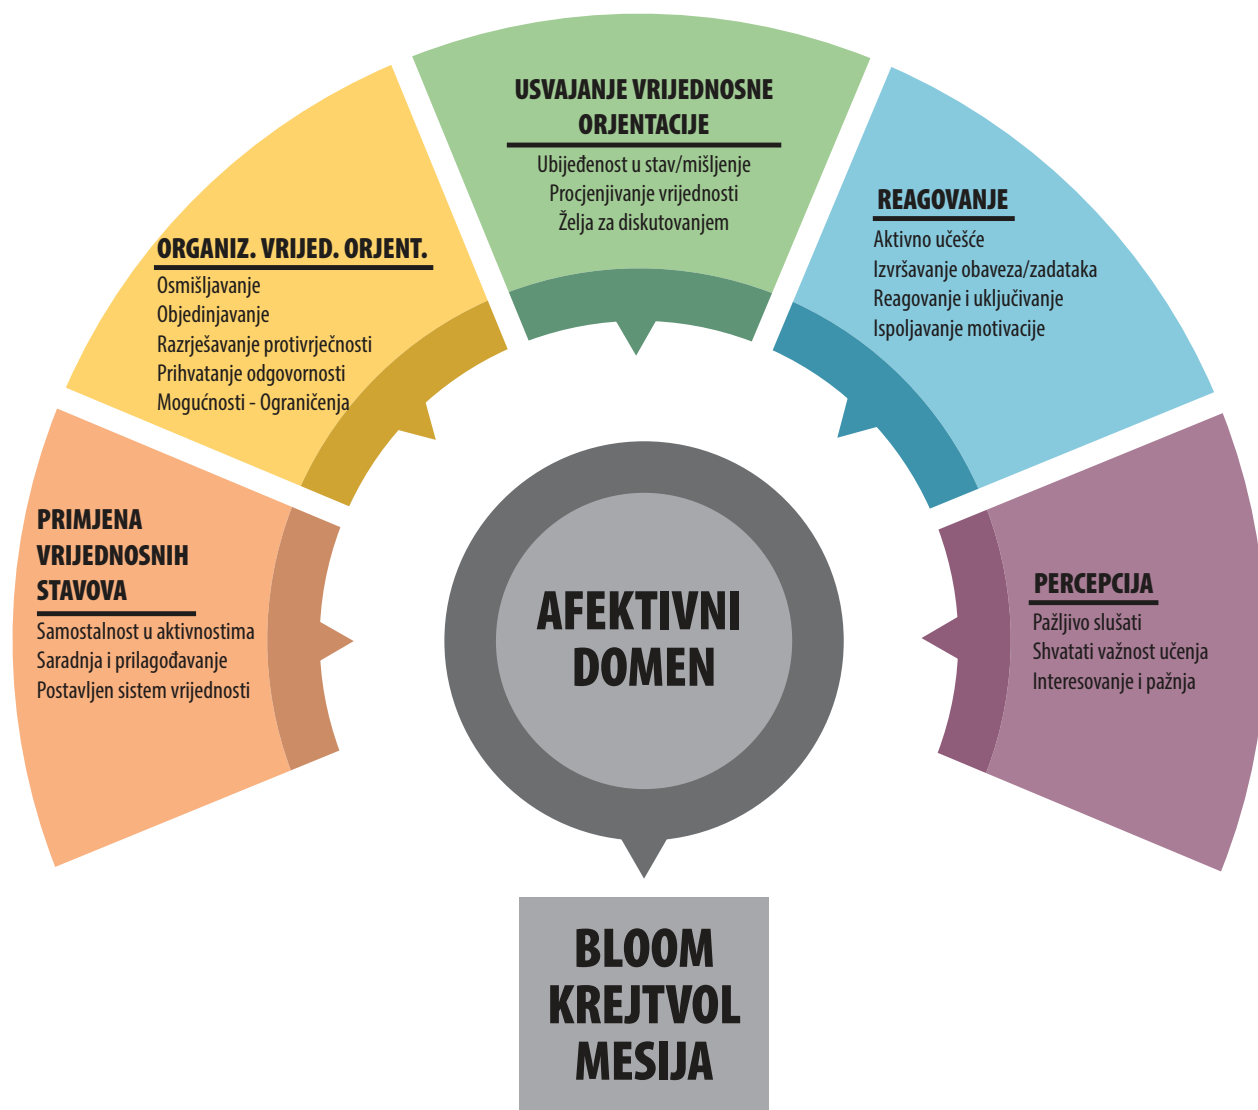 USVAJANJE VRIJEDNOSNE
ORJENTACIJE
Ubijeđenost u stav/mišljenje
Procjenjivanje vrijednosti
Želja za diskutovanjem
REAGOVANJE
Aktivno učešće
Izvršavanje obaveza/zadataka
Reagovanje i uključivanje
Ispoljavanje motivacije
ORGANIZ. VRIJED. ORJENT.
Osmišljavanje
Objedinjavanje
Razrješavanje protivrječnosti
Prihvatanje odgovornosti
Mogućnosti - Ograničenja
PRIMJENA
VRIJEDNOSNIH
STAVOVA
Samostalnost u aktivnostima
Saradnja i prilagođavanje
Postavljen sistem vrijednosti
AFEKTIVNI
DOMEN
PERCEPCIJA
Pažljivo slušati
Shvatati važnost učenja
Interesovanje i pažnja
BLOOM
KREJTVOL
MESIJA